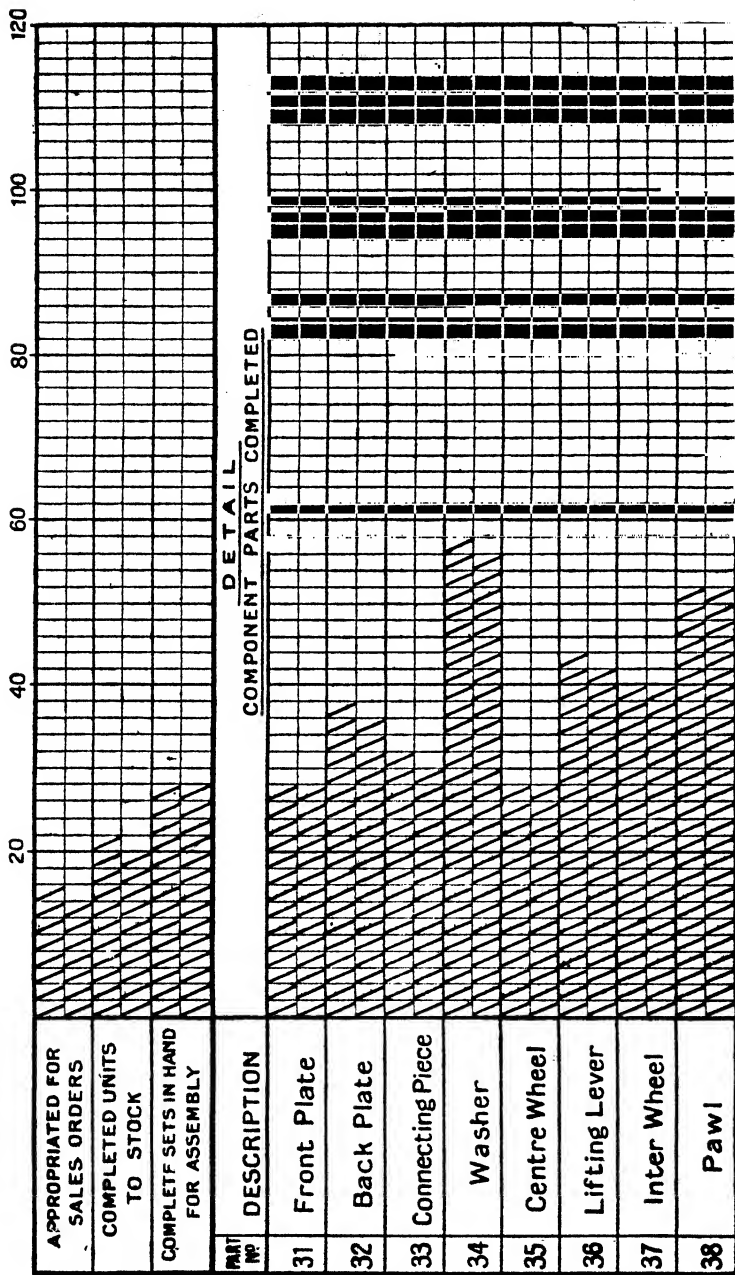 120
100
80
60
40
20
APPROPRIATED FOR
SALES ORDERS
COMPLETED UNITS
TO STOCK
COMPLETE SETS IN HAND
FOR ASSEMBLY
PART
Nº
DESCRIPTION
DETAIL
COMPONENT PARTS COMPLETED
31 Front Plate
32 Back Plate
33 Connecting Piece
34 Washer
35 Centre Wheel
36 Lifting Lever
37 Inter Wheel
38 Pawl